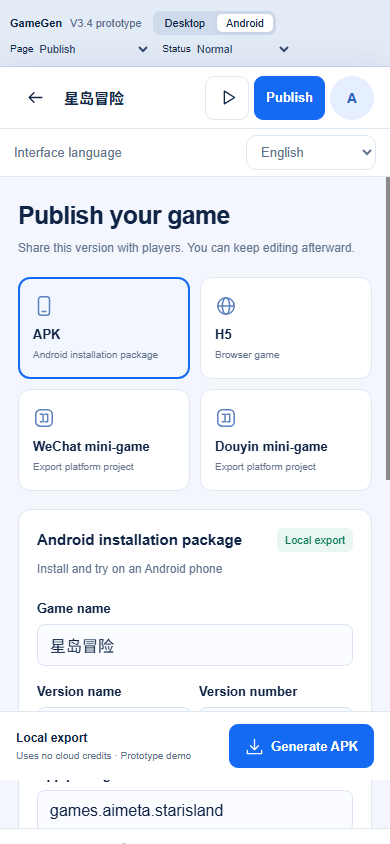 GameGen V3.4 prototype Desktop Android
Page Publish Status Normal
星岛冒险 Publish A
Interface language English
Publish your game
Share this version with players. You can keep editing afterward.
APK
Android installation package
H5
Browser game
WeChat mini-game
Export platform project
Douyin mini-game
Export platform project
Android installation package Local export
Install and try on an Android phone
Game name
星岛冒险
Version name Version number
Local export
Uses no cloud credits · Prototype demo
Generate APK
games.aimeta.starisland